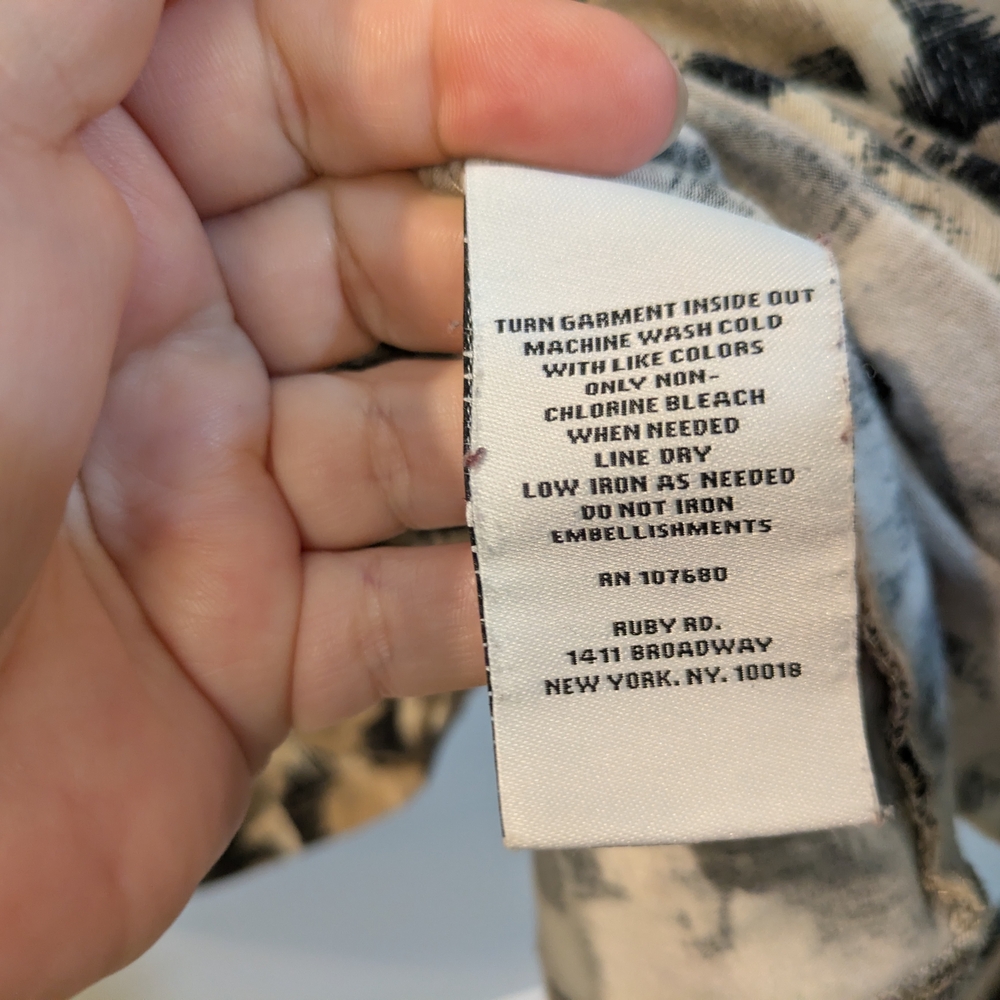 TURN GARMENT INSIDE OUT
MACHINE WASH COLD
WITH LIKE COLORS
ONLY NON-
CHLORINE BLEACH
WHEN NEEDED
LINE DRY
LOW IRON AS NEEDED
DO NOT IRON
EMBELLISHMENTS
RN 107680
RUBY RD.
1411 BROADWAY
NEW YORK. NY. 10018